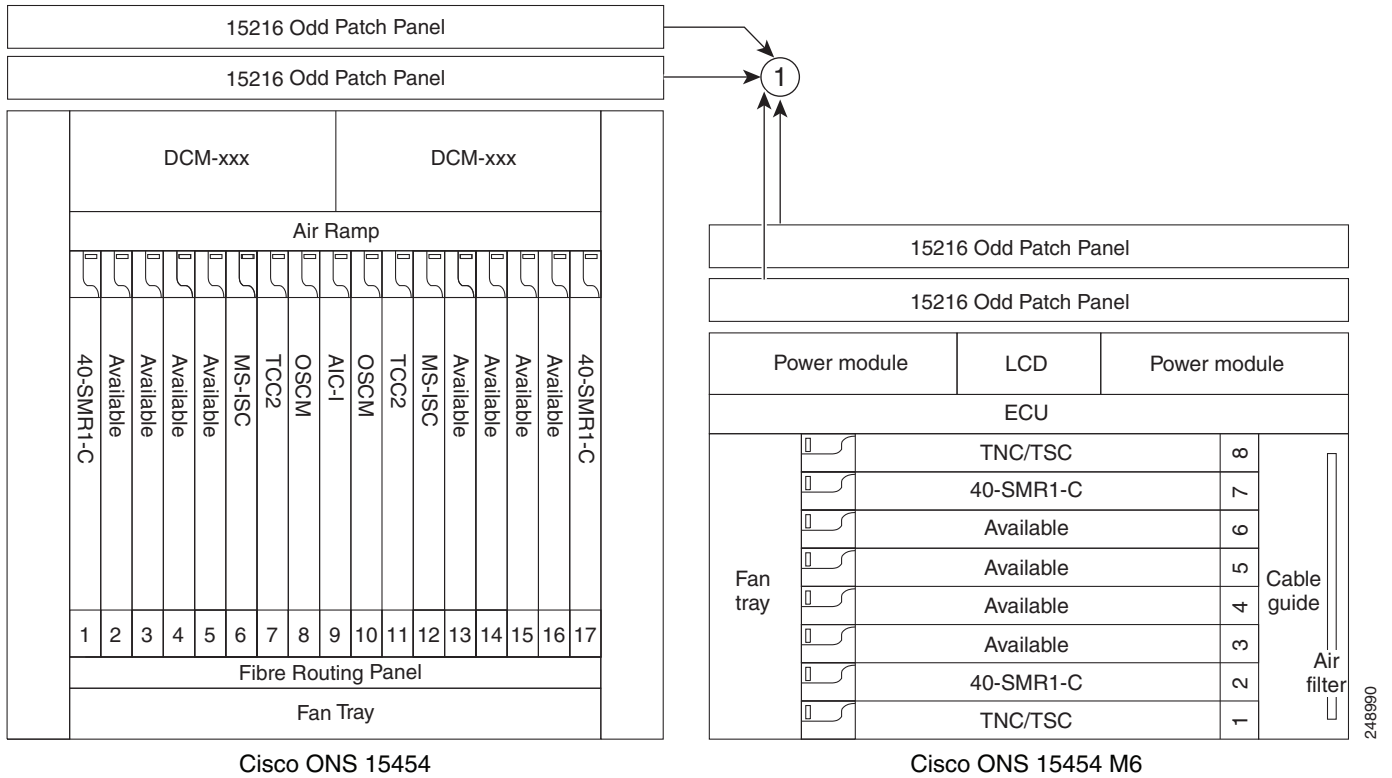 15216 Odd Patch Panel
15216 Odd Patch Panel
1
DCM-xxx DCM-xxx
Air Ramp
40-SMR1-C
Available
Available
Available
Available
MS-ISC
TCC2
OSCM
AIC-I
OSCM
TCC2
MS-ISC
Available
Available
Available
Available
40-SMR1-C
1 2 3 4 5 6 7 8 9 10 11 12 13 14 15 16 17
Fibre Routing Panel
Fan Tray
Cisco ONS 15454
15216 Odd Patch Panel
15216 Odd Patch Panel
Power module LCD Power module
ECU
Fan
tray
TNC/TSC 8
40-SMR1-C 7
Available 6
Available 5
Available 4
Available 3
40-SMR1-C 2
TNC/TSC 1
Cable
guide
Air
filter
248990
Cisco ONS 15454 M6